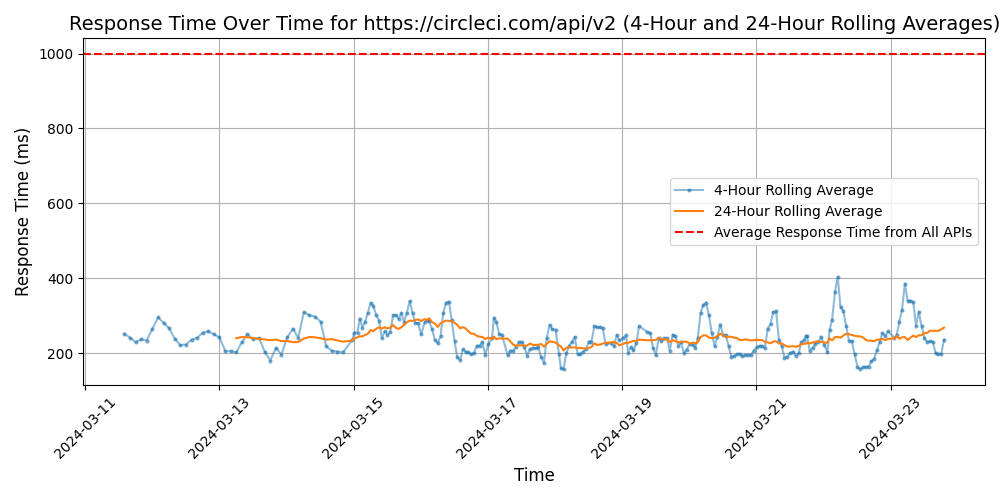 Response Time Over Time for https://circleci.com/api/v2 (4-Hour and 24-Hour Rolling Averages)
Response Time (ms)
1000
800
600
400
200
4-Hour Rolling Average
24-Hour Rolling Average
Average Response Time from All APIs
2024-03-11
2024-03-13
2024-03-15
2024-03-17
2024-03-19
2024-03-21
2024-03-23
Time